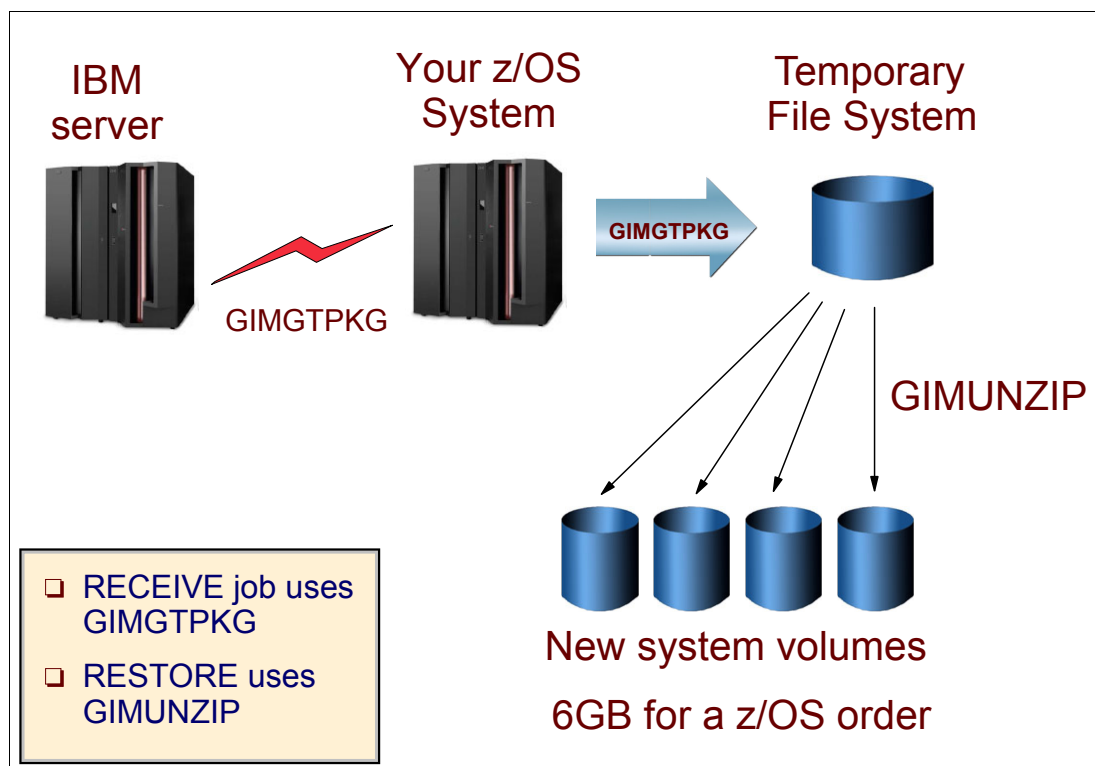 IBM
server
Your z/OS
System
Temporary
File System
GIMGTPKG
GIMGTPKG
GIMUNZIP
❑ RECEIVE job uses
GIMGTPKG
❑ RESTORE uses
GIMUNZIP
New system volumes
6GB for a z/OS order